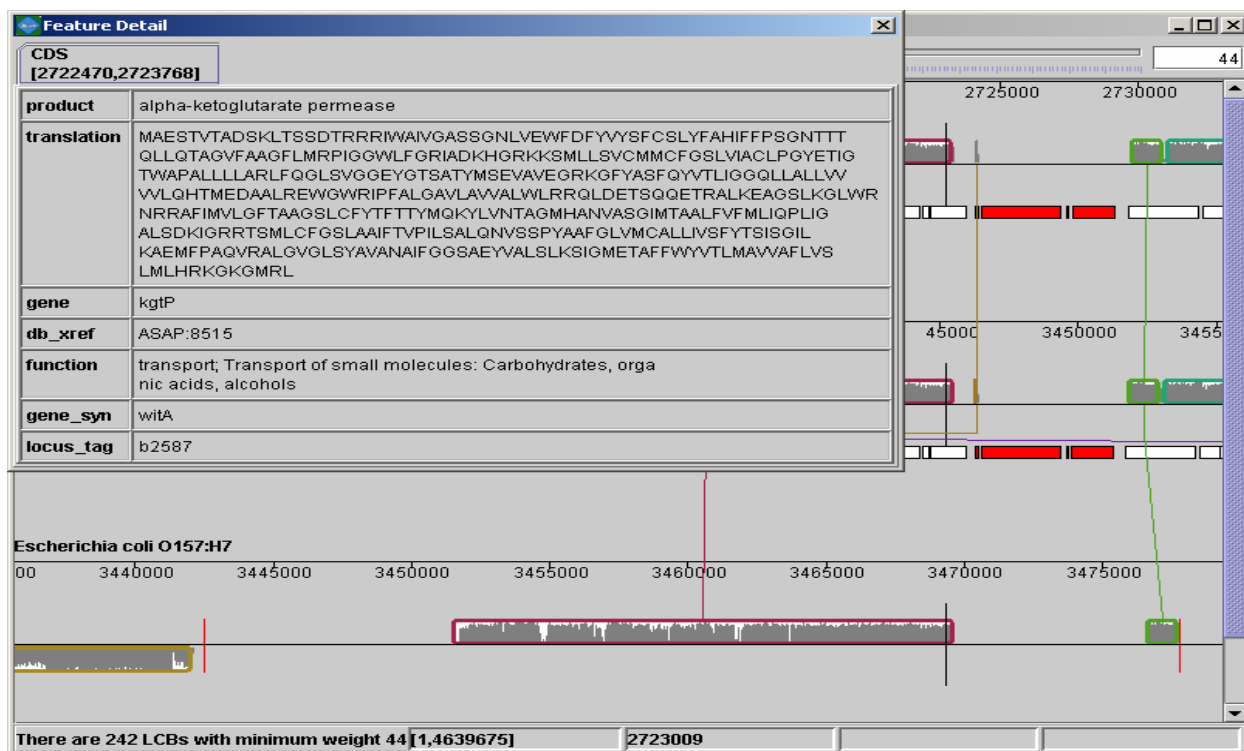 Feature Detail
CDS
[2722470,2723768]
44
product alpha-ketoglutarate permease
translation MAESTVTADSKLTSSDTRRRIWAIVGASSGNLVEWFDFYVYSFCSLYFAHIFFPSGNTTT
QLLQTAGVFAAGFLMRPIGGWLFGRIADKHGRKKSMLLSVCMMCFGSLVIACLPGYETIG
TWAPALLLLARLFQGLSVGGEYGTSATYMSEVAVEGRKGFYASFQYVTLIGGQLLALLVV
VVLQHTMEDAALREWGWRIPFALGAVLAVVALWLRRQLDETSQQETRALKEAGSLKGLWR
NRRAFIMVLGFTAAGSLCFYTFTTYMQKYLVNTAGMHANVASGIMTAALFVFMLIQPLIG
ALSDKIGRRTSMLCFGSLAAIFTVPILSALQNVSSPYAAFGLVMCALLIVSFYTSISGIL
KAEMFPAQVRALGVGLSYAVANAIFGGSAEYVALSLKSIGMETAFFWYVTLMAVVAFLVS
LMLHRKGKGMRL
gene kgtP
db_xref ASAP:8515
function transport; Transport of small molecules: Carbohydrates, orga
nic acids, alcohols
gene_syn witA
locus_tag b2587
2725000 2730000
45000 3450000 3455
Escherichia coli O157:H7
00 3440000 3445000 3450000 3455000 3460000 3465000 3470000 3475000
There are 242 LCBs with minimum weight 44 [1,4639675] 2723009